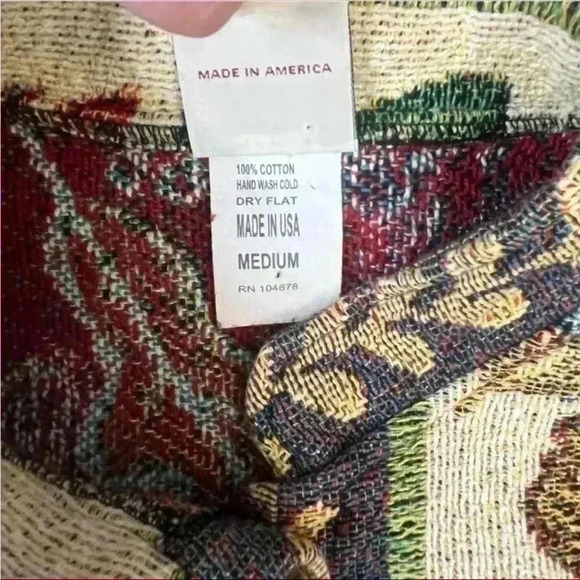 MADE IN AMERICA
100% COTTON
HAND WASH COLD
DRY FLAT
MADE IN USA
MEDIUM
RN 104678